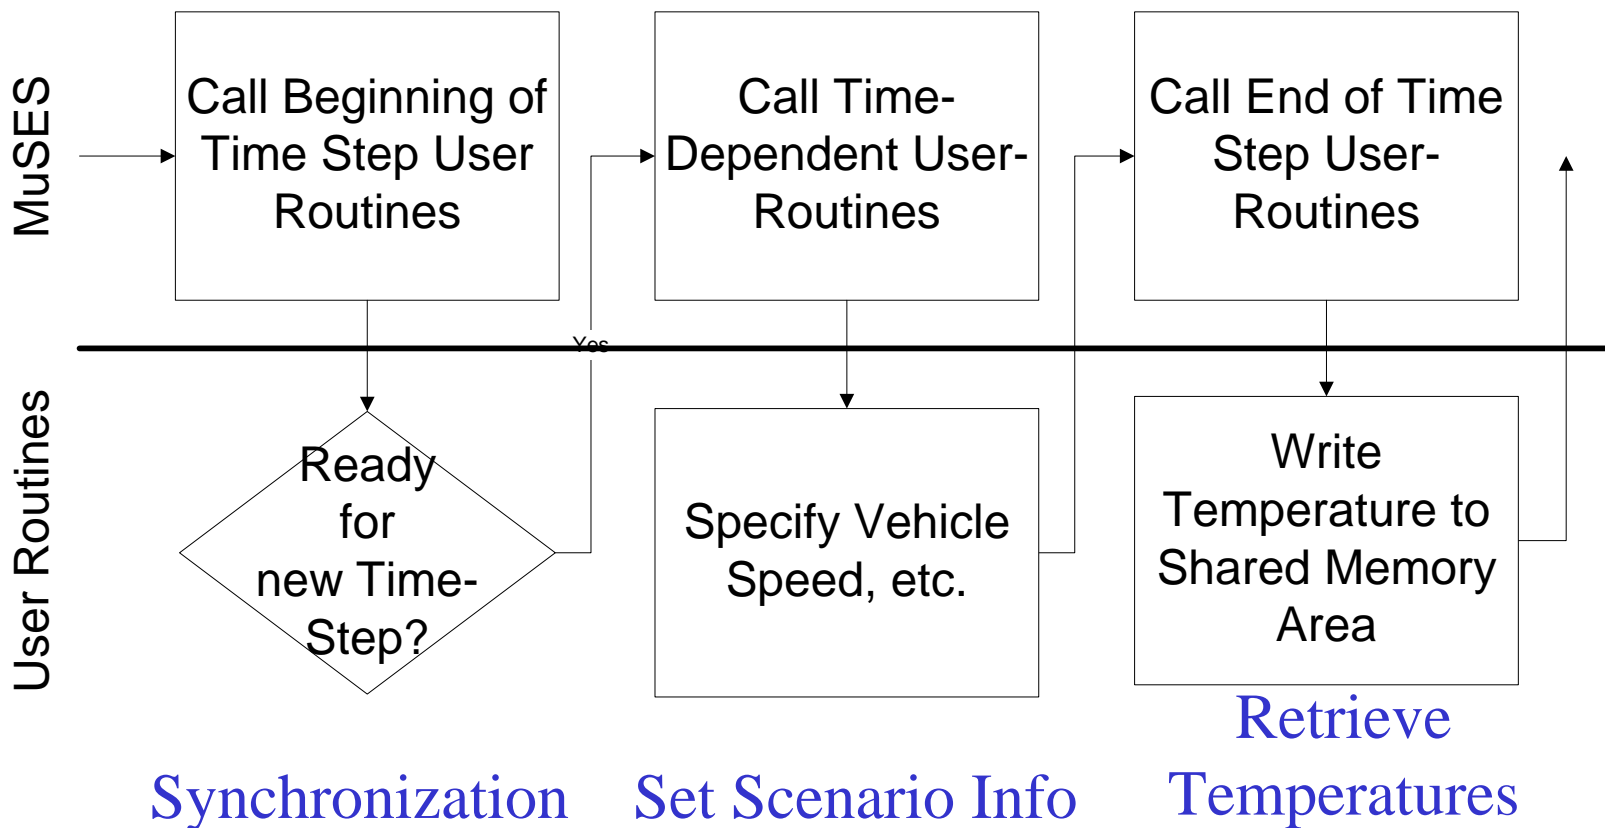 MuSES
Call Beginning of
Time Step User
Routines
Call Time-
Dependent User-
Routines
Call End of Time
Step User-
Routines
Yes
User Routines
Ready
for
new Time-
Step?
Specify Vehicle
Speed, etc.
Write
Temperature to
Shared Memory
Area
Synchronization
Set Scenario Info
Retrieve
Temperatures